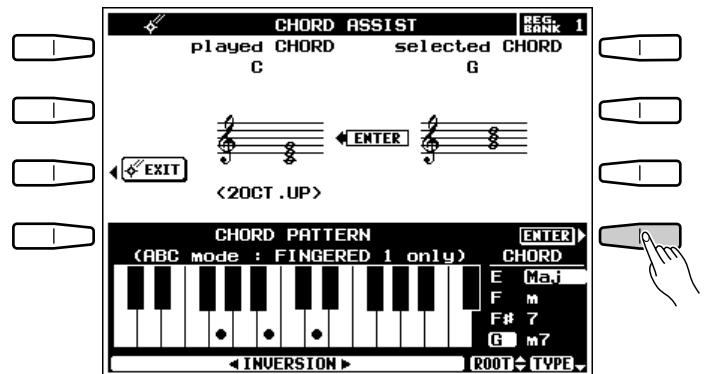 CHORD ASSIST REG. BANK 1
played CHORD selected CHORD
C G
ENTER
EXIT
<2OCT.UP>
CHORD PATTERN ENTER
(ABC mode : FINGERED 1 only) CHORD
E Maj
F m
F# 7
G m7
INVERSION ROOT TYPE